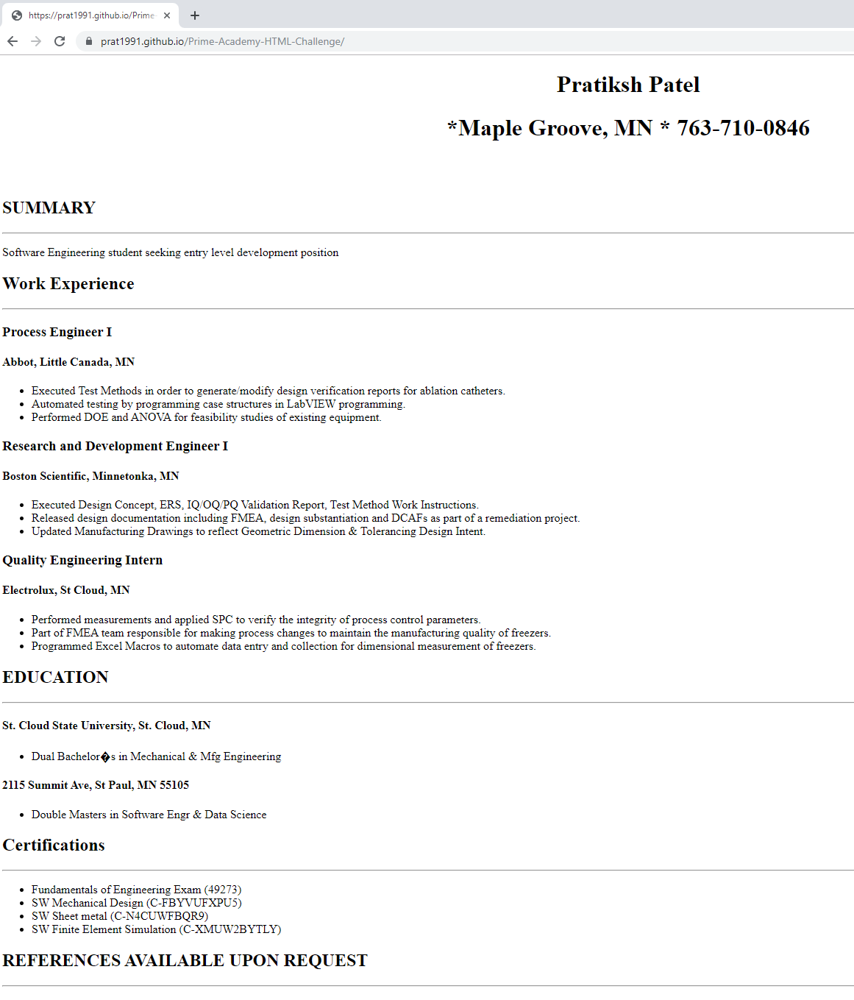 https://prat1991.github.io/Prime-
prat1991.github.io/Prime-Academy-HTML-Challenge/
Pratiksh Patel
*Maple Groove, MN * 763-710-0846
SUMMARY
Software Engineering student seeking entry level development position
Work Experience
Process Engineer I
Abbot, Little Canada, MN
• Executed Test Methods in order to generate/modify design verification reports for ablation catheters.
• Automated testing by programming case structures in LabVIEW programming.
• Performed DOE and ANOVA for feasibility studies of existing equipment.
Research and Development Engineer I
Boston Scientific, Minnetonka, MN
• Executed Design Concept, ERS, IQ/OQ/PQ Validation Report, Test Method Work Instructions.
• Released design documentation including FMEA, design substantiation and DCAFs as part of a remediation project.
• Updated Manufacturing Drawings to reflect Geometric Dimension & Tolerancing Design Intent.
Quality Engineering Intern
Electrolux, St Cloud, MN
• Performed measurements and applied SPC to verify the integrity of process control parameters.
• Part of FMEA team responsible for making process changes to maintain the manufacturing quality of freezers.
• Programmed Excel Macros to automate data entry and collection for dimensional measurement of freezers.
EDUCATION
St. Cloud State University, St. Cloud, MN
• Dual Bachelor�s in Mechanical & Mfg Engineering
2115 Summit Ave, St Paul, MN 55105
• Double Masters in Software Engr & Data Science
Certifications
• Fundamentals of Engineering Exam (49273)
• SW Mechanical Design (C-FBYVUFXPU5)
• SW Sheet metal (C-N4CUWFBQR9)
• SW Finite Element Simulation (C-XMUW2BYTLY)
REFERENCES AVAILABLE UPON REQUEST